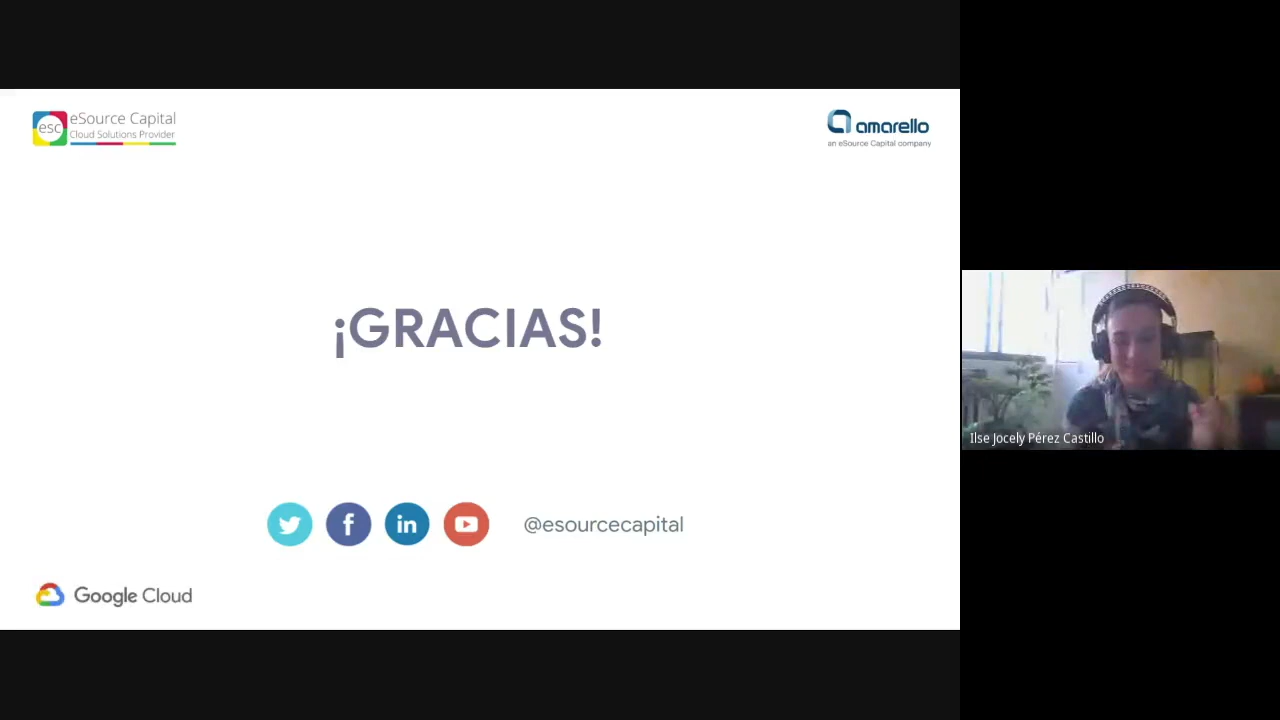 esc
eSource Capital
Cloud Solutions Provider
amarello
an eSource Capital company
¡GRACIAS!
@esourcecapital
Google Cloud
Ilse Jocely Pérez Castillo